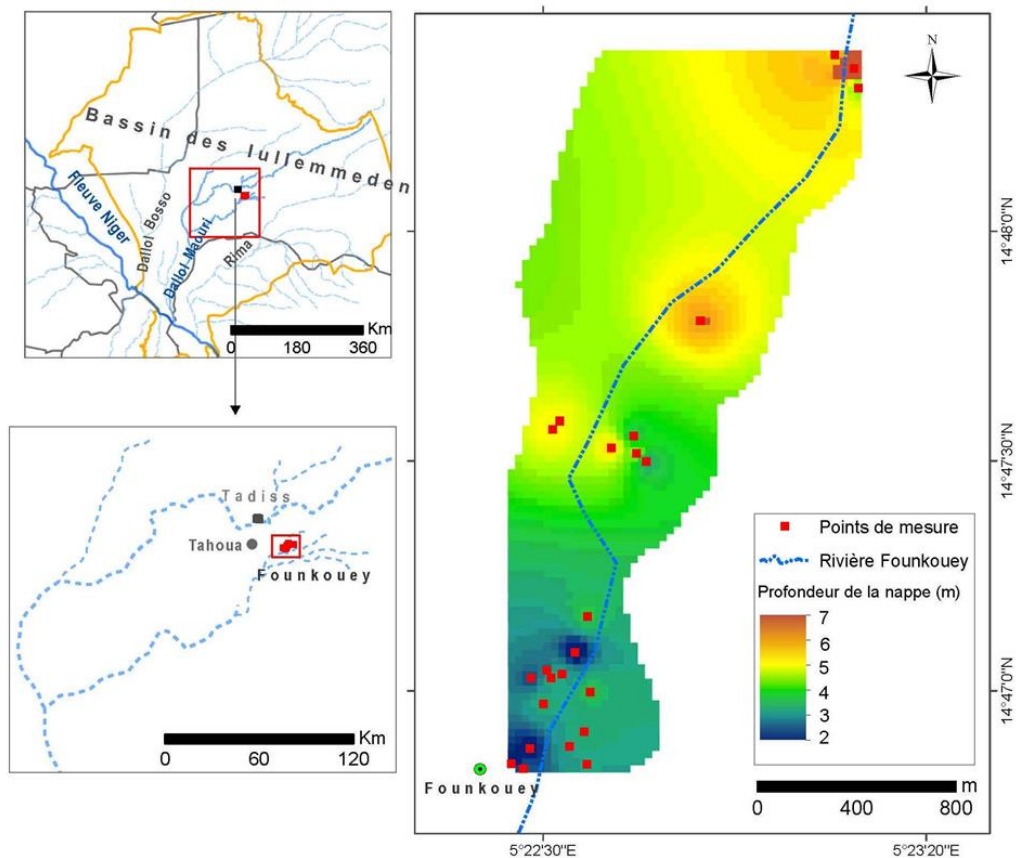 Bassin des Iullemmeden
Fleuve Niger
Dallol Bosso
Dallol Maouri
Rima
Km
0 180 360
Tadiss
Tahoua
Founkouey
Km
0 60 120
N
14°48'0"N
14°47'30"N
14°47'0"N
Points de mesure
Rivière Founkouey
Profondeur de la nappe (m)
7
6
5
4
3
2
Founkouey
m
0 400 800
5°22'30"E
5°23'20"E